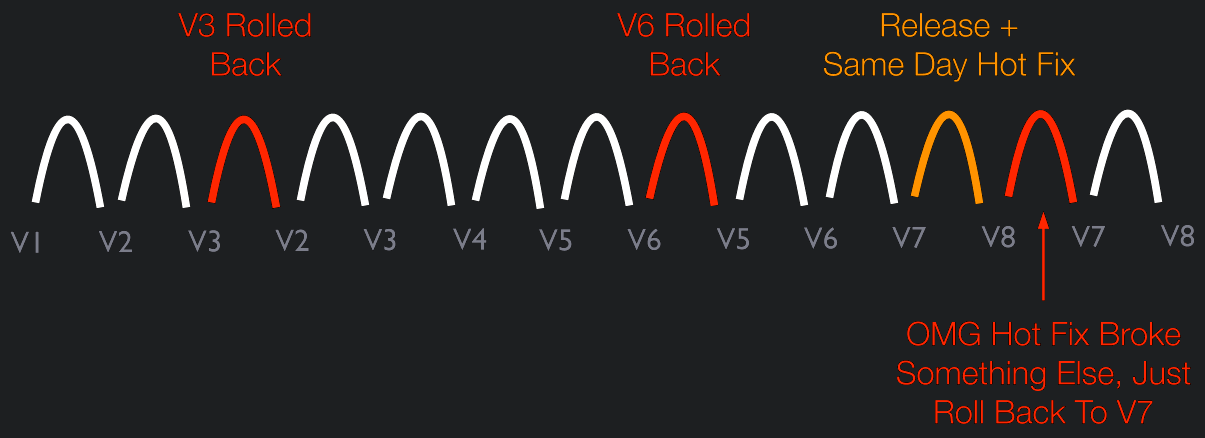 V3 Rolled
Back
V6 Rolled
Back
Release +
Same Day Hot Fix
V1 V2 V3 V2 V3 V4 V5 V6 V5 V6 V7 V8 V7 V8
OMG Hot Fix Broke
Something Else, Just
Roll Back To V7